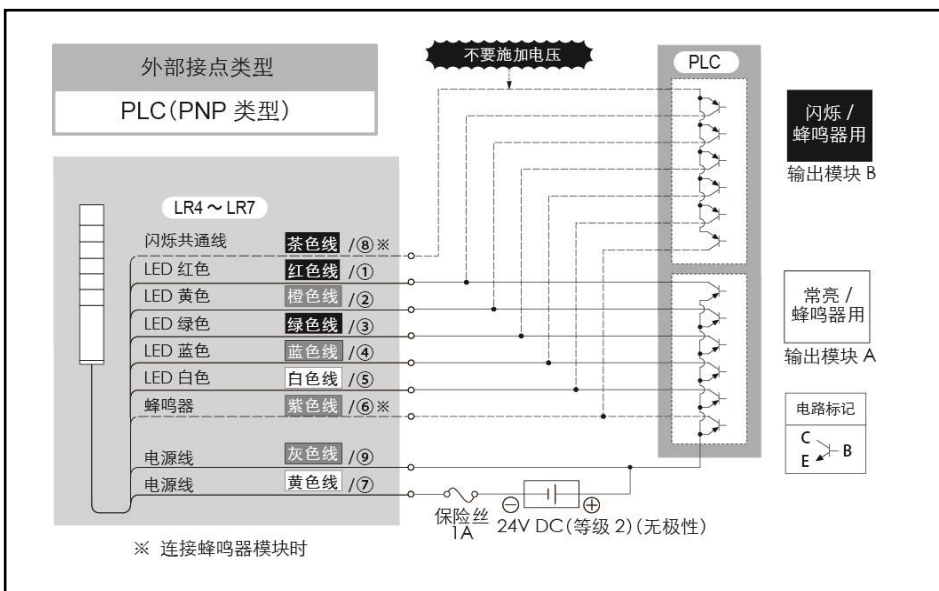 外部接点类型
PLC(PNP 类型)
不要施加电压
PLC
闪烁 /
蜂鸣器用
输出模块 B
LR4 ～ LR7
闪烁共通线 茶色线 /⑧※
LED 红色 红色线 /①
LED 黄色 橙色线 /②
LED 绿色 绿色线 /③
LED 蓝色 蓝色线 /④
LED 白色 白色线 /⑤
蜂鸣器 紫色线 /⑥※
电源线 灰色线 /⑨
电源线 黄色线 /⑦
常亮 /
蜂鸣器用
输出模块 A
电路标记
C
B
E
保险丝
1A
⊖ ⊕
24V DC(等级 2)(无极性)
※ 连接蜂鸣器模块时